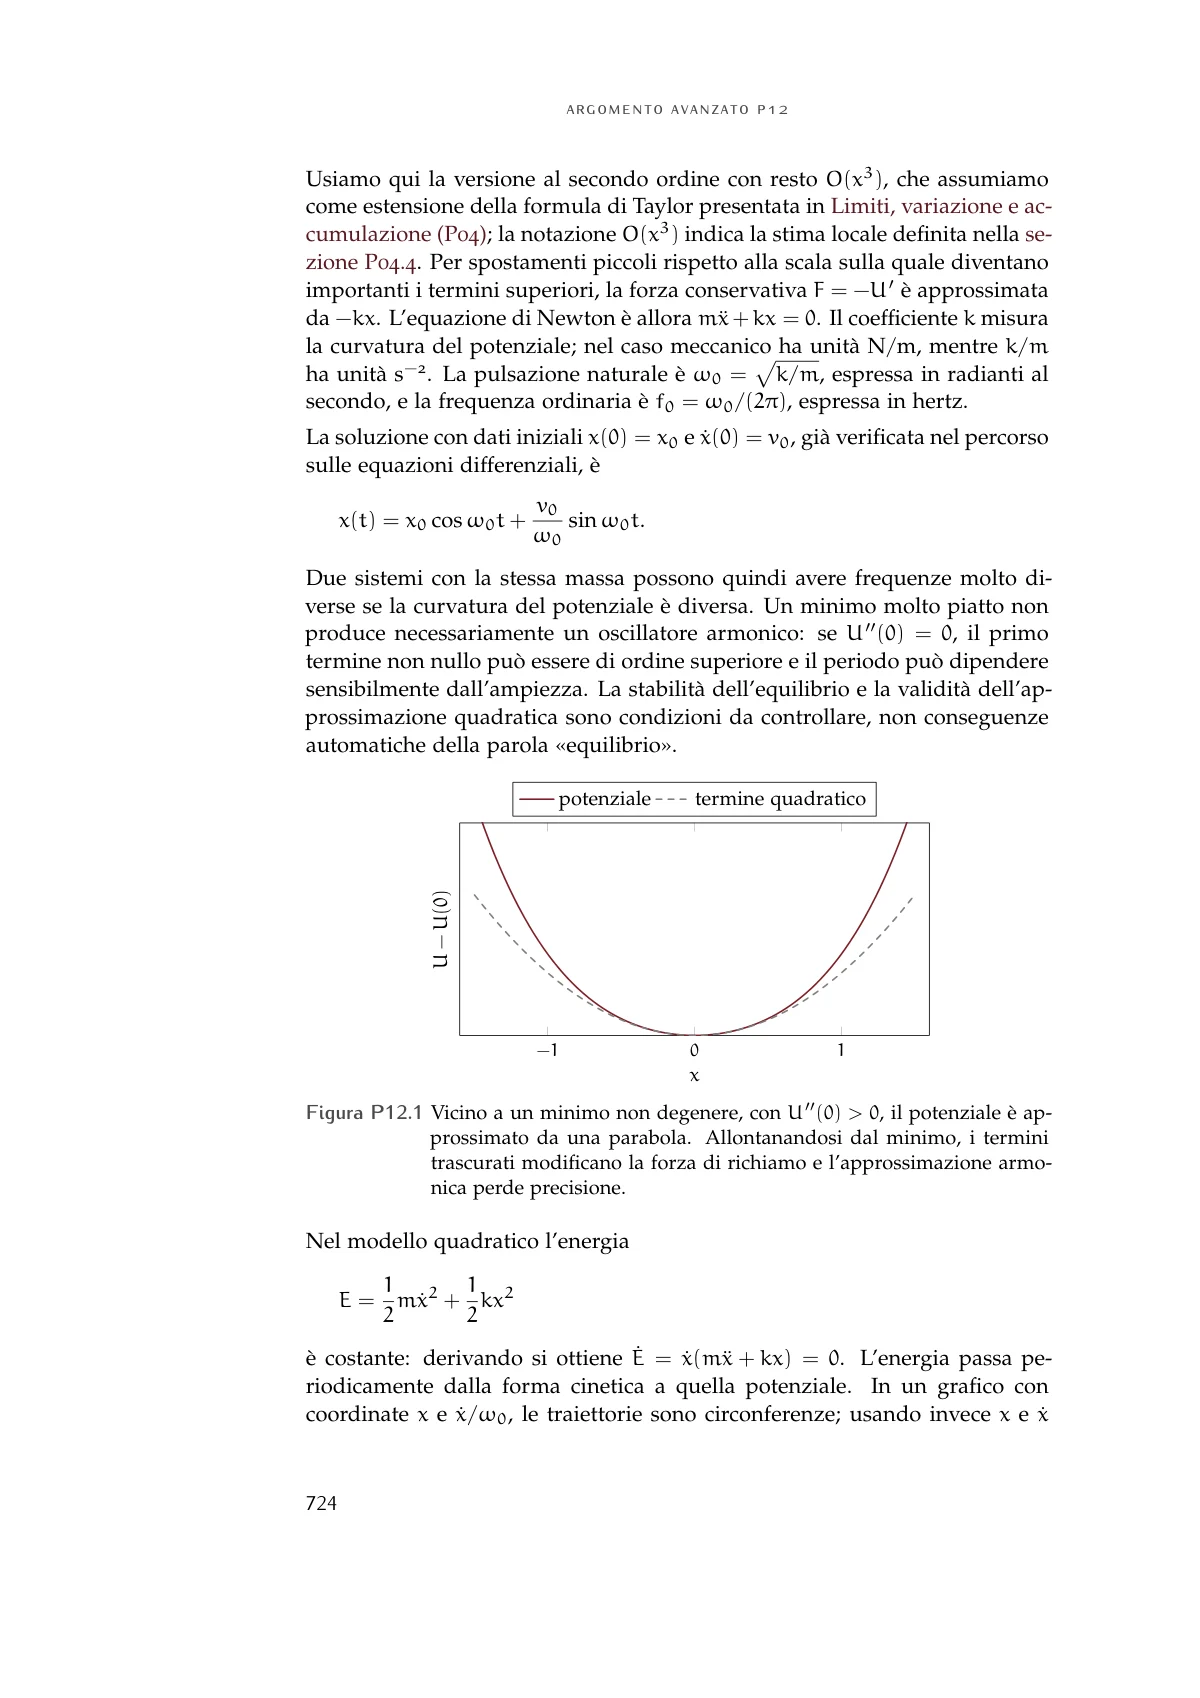 ARGOMENTO AVANZATO P12
Usiamo qui la versione al secondo ordine con resto O(x³), che assumiamo
come estensione della formula di Taylor presentata in Limiti, variazione e ac-
cumulazione (P04); la notazione O(x³) indica la stima locale definita nella se-
zione P04.4. Per spostamenti piccoli rispetto alla scala sulla quale diventano
importanti i termini superiori, la forza conservativa F = −U′ è approssimata
da −kx. L'equazione di Newton è allora mẍ + kx = 0. Il coefficiente k misura
la curvatura del potenziale; nel caso meccanico ha unità N/m, mentre k/m
ha unità s⁻². La pulsazione naturale è ω₀ = √(k/m), espressa in radianti al
secondo, e la frequenza ordinaria è f₀ = ω₀/(2π), espressa in hertz.
La soluzione con dati iniziali x(0) = x₀ e ẋ(0) = v₀, già verificata nel percorso
sulle equazioni differenziali, è
x(t) = x₀ cos ω₀t + v₀/ω₀ sin ω₀t.
Due sistemi con la stessa massa possono quindi avere frequenze molto di-
verse se la curvatura del potenziale è diversa. Un minimo molto piatto non
produce necessariamente un oscillatore armonico: se U″(0) = 0, il primo
termine non nullo può essere di ordine superiore e il periodo può dipendere
sensibilmente dall'ampiezza. La stabilità dell'equilibrio e la validità dell'ap-
prossimazione quadratica sono condizioni da controllare, non conseguenze
automatiche della parola «equilibrio».
potenziale termine quadratico
U − U(0)
−1 0 1
x
Figura P12.1 Vicino a un minimo non degenere, con U″(0) > 0, il potenziale è ap-
prossimato da una parabola. Allontanandosi dal minimo, i termini
trascurati modificano la forza di richiamo e l'approssimazione armo-
nica perde precisione.
Nel modello quadratico l'energia
E = 1/2 mẋ² + 1/2 kx²
è costante: derivando si ottiene Ė = ẋ(mẍ + kx) = 0. L'energia passa pe-
riodicamente dalla forma cinetica a quella potenziale. In un grafico con
coordinate x e ẋ/ω₀, le traiettorie sono circonferenze; usando invece x e ẋ
724